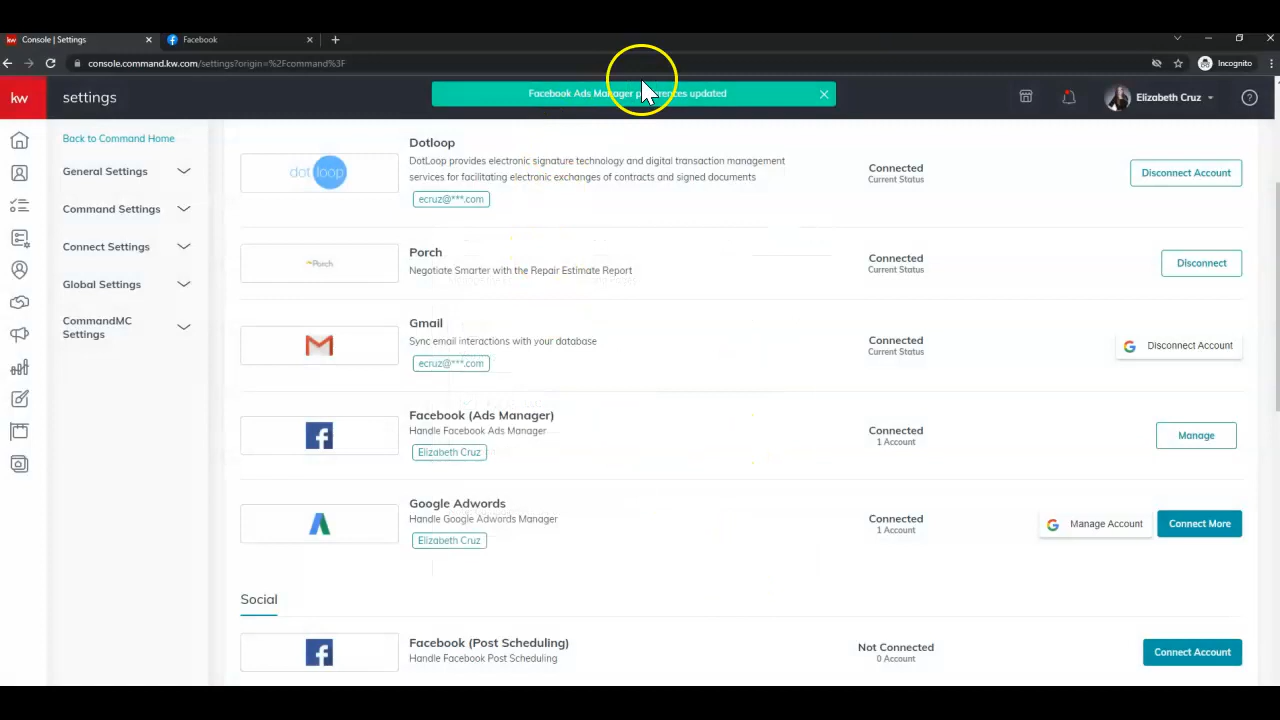 Console | Settings
Facebook
console.command.kw.com/settings?origin=%2Fcommand%3F
Incognito
kw
settings
Facebook Ads Manager preferences updated
Elizabeth Cruz
Back to Command Home
General Settings
Command Settings
Connect Settings
Global Settings
CommandMC
Settings
dotloop
Dotloop
DotLoop provides electronic signature technology and digital transaction management
services for facilitating electronic exchanges of contracts and signed documents
ecruz@***.com
Connected
Current Status
Disconnect Account
Porch
Porch
Negotiate Smarter with the Repair Estimate Report
Connected
Current Status
Disconnect
Gmail
Sync email interactions with your database
ecruz@***.com
Connected
Current Status
Disconnect Account
Facebook (Ads Manager)
Handle Facebook Ads Manager
Elizabeth Cruz
Connected
1 Account
Manage
Google Adwords
Handle Google Adwords Manager
Elizabeth Cruz
Connected
1 Account
Manage Account
Connect More
Social
Facebook (Post Scheduling)
Handle Facebook Post Scheduling
Not Connected
0 Account
Connect Account